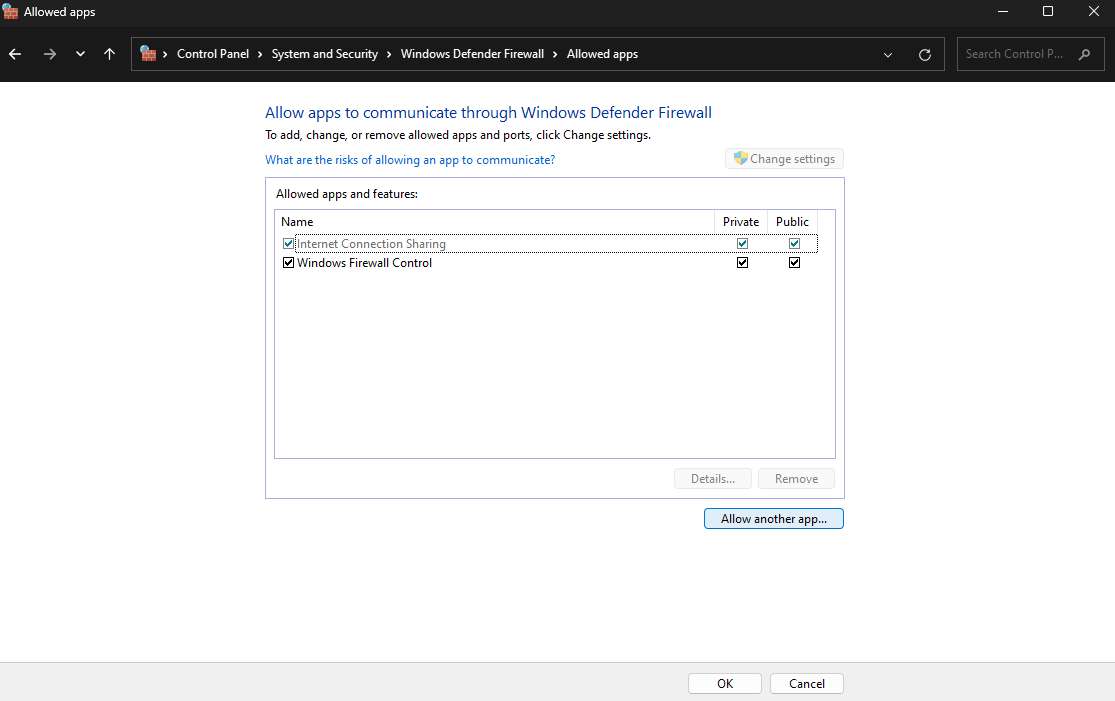 Allowed apps
Control Panel > System and Security > Windows Defender Firewall > Allowed apps
Search Control P...
Allow apps to communicate through Windows Defender Firewall
To add, change, or remove allowed apps and ports, click Change settings.
What are the risks of allowing an app to communicate?
Change settings
Allowed apps and features:
Name Private Public
Internet Connection Sharing
Windows Firewall Control
Details... Remove
Allow another app...
OK Cancel